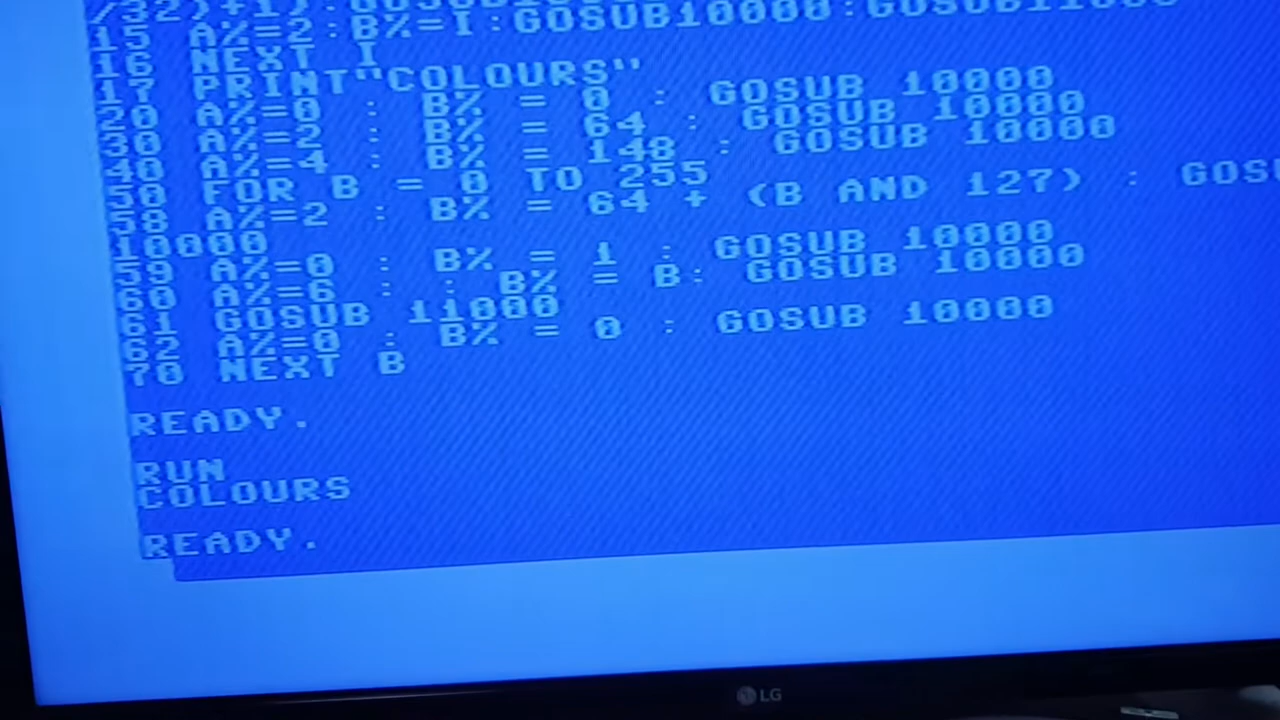 /32)+1):GOSUB10000
15 A%=2:B%=I:GOSUB10000:GOSUB11000
16 NEXT I
17 PRINT"COLOURS"
20 A%=0 : B% = 0 : GOSUB 10000
30 A%=2 : B% = 64 : GOSUB 10000
40 A%=4 : B% = 148 : GOSUB 10000
50 FOR B = 0 TO 255
58 A%=2 : B% = 64 + (B AND 127) : GOS
10000
59 A%=0 : B% = 1 : GOSUB 10000
60 A%=6 : : B% = B: GOSUB 10000
61 GOSUB 11000
62 A%=0 : B% = 0 : GOSUB 10000
70 NEXT B
READY.
RUN
COLOURS
READY.
LG